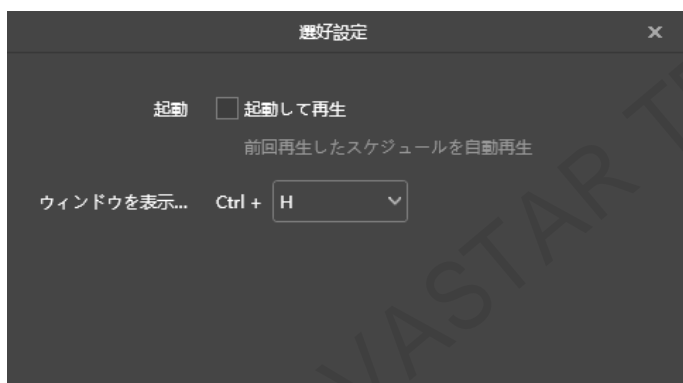 選好設定
起動 起動して再生
前回再生したスケジュールを自動再生
ウィンドウを表示... Ctrl + H
VASTAR T